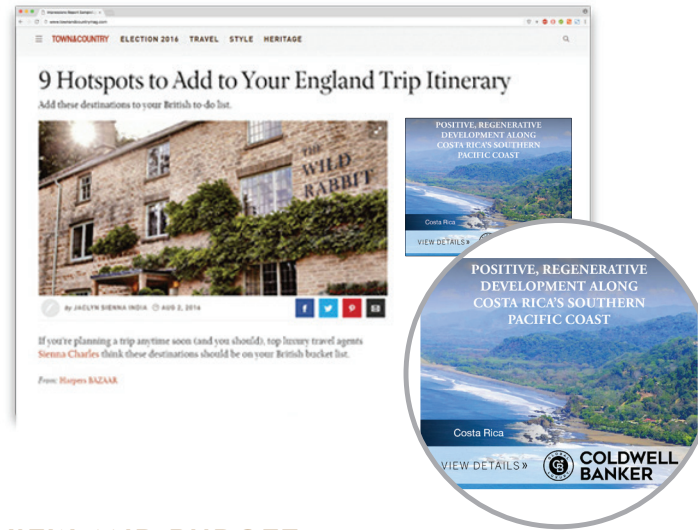 www.townandcountrymag.com
TOWN&COUNTRY ELECTION 2016 TRAVEL STYLE HERITAGE
9 Hotspots to Add to Your England Trip Itinerary
Add these destinations to your British to-do list.
THE
WILD
RABBIT
by JACLYN SIENNA INDIA AUG 2, 2016
If you're planning a trip anytime soon (and you should), top luxury travel agents
Sienna Charles think these destinations should be on your British bucket list.
From: Harpers BAZAAR
POSITIVE, REGENERATIVE
DEVELOPMENT ALONG
COSTA RICA'S SOUTHERN
PACIFIC COAST
Costa Rica
VIEW DETAILS»
POSITIVE, REGENERATIVE
DEVELOPMENT ALONG
COSTA RICA'S SOUTHERN
PACIFIC COAST
Costa Rica
VIEW DETAILS» COLDWELL
BANKER